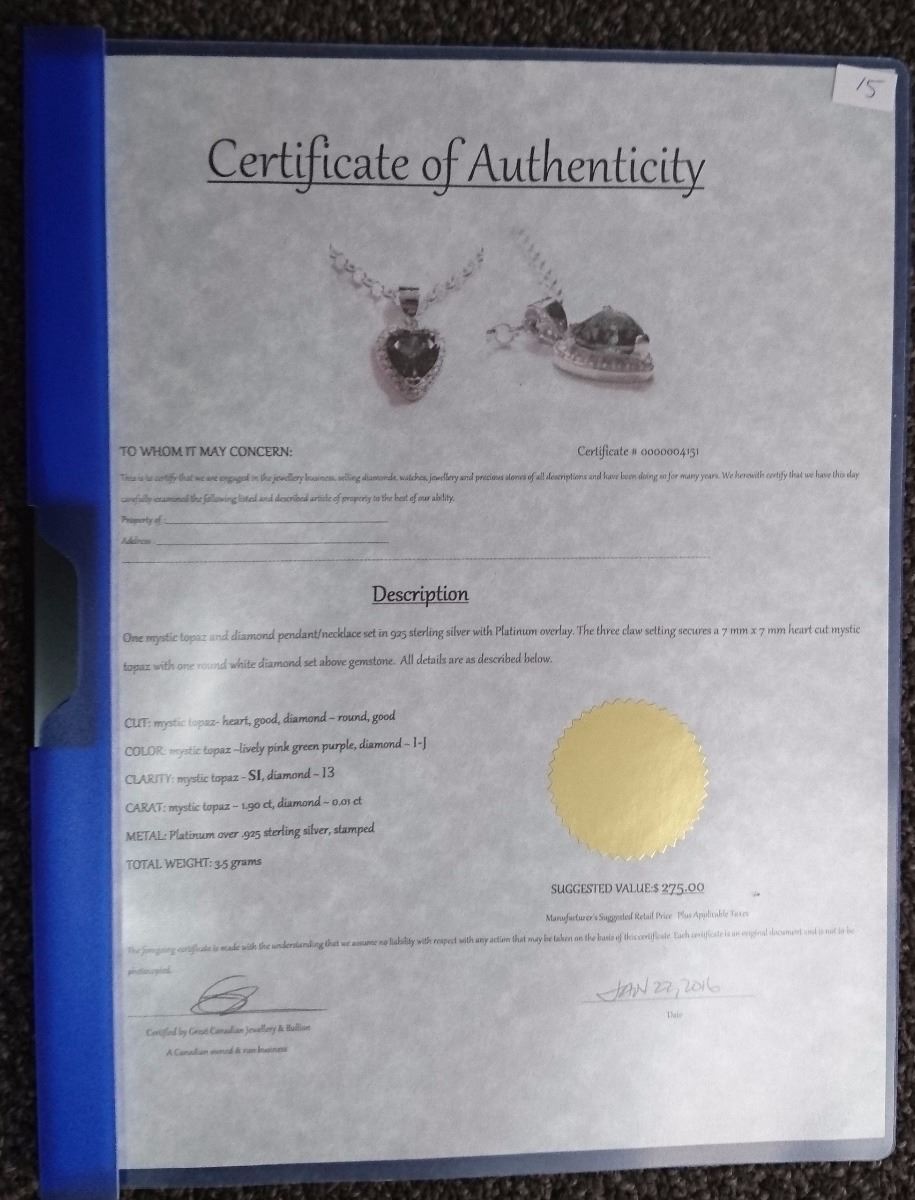 15
Certificate of Authenticity
TO WHOM IT MAY CONCERN:
Certificate # 0000004151
This is to certify that we are engaged in the jewellery business, selling diamonds, watches, jewellery and precious stones of all descriptions and have been doing so for many years. We herewith certify that we have this day
carefully examined the following listed and described article of property to the best of our ability.
Property of :
Address:
Description
One mystic topaz and diamond pendant/necklace set in 925 sterling silver with Platinum overlay. The three claw setting secures a 7 mm x 7 mm heart cut mystic
topaz with one round white diamond set above gemstone. All details are as described below.
CUT: mystic topaz- heart, good, diamond – round, good
COLOR: mystic topaz –lively pink green purple, diamond – I-J
CLARITY: mystic topaz - SI, diamond – I3
CARAT: mystic topaz – 1.90 ct, diamond – 0.01 ct
METAL: Platinum over .925 sterling silver, stamped
TOTAL WEIGHT: 3.5 grams
SUGGESTED VALUE:$ 275.00
Manufacturer's Suggested Retail Price Plus Applicable Taxes
The foregoing certificate is made with the understanding that we assume no liability with respect with any action that may be taken on the basis of this certificate. Each certificate is an original document and is not to be
photocopied.
JAN 22, 2016
Date
Certified by Great Canadian Jewellery & Bullion
A Canadian owned & run business